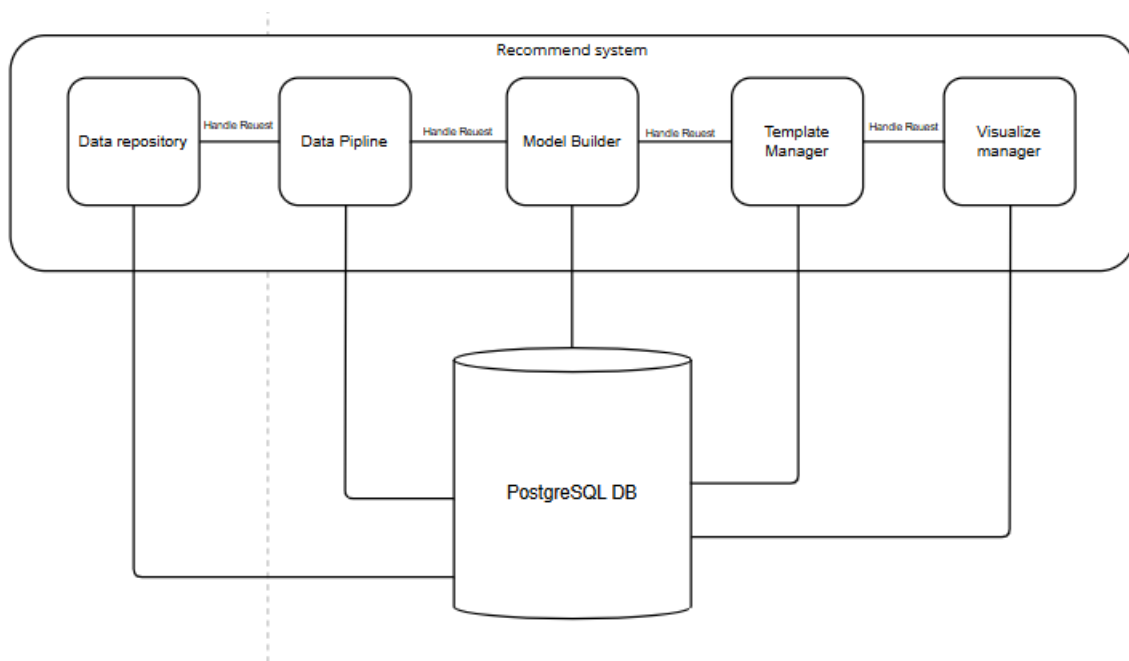 Recommend system
Data repository
Handle Reuest
Data Pipline
Handle Reuest
Model Builder
Handle Reuest
Template
Manager
Handle Reuest
Visualize
manager
PostgreSQL DB